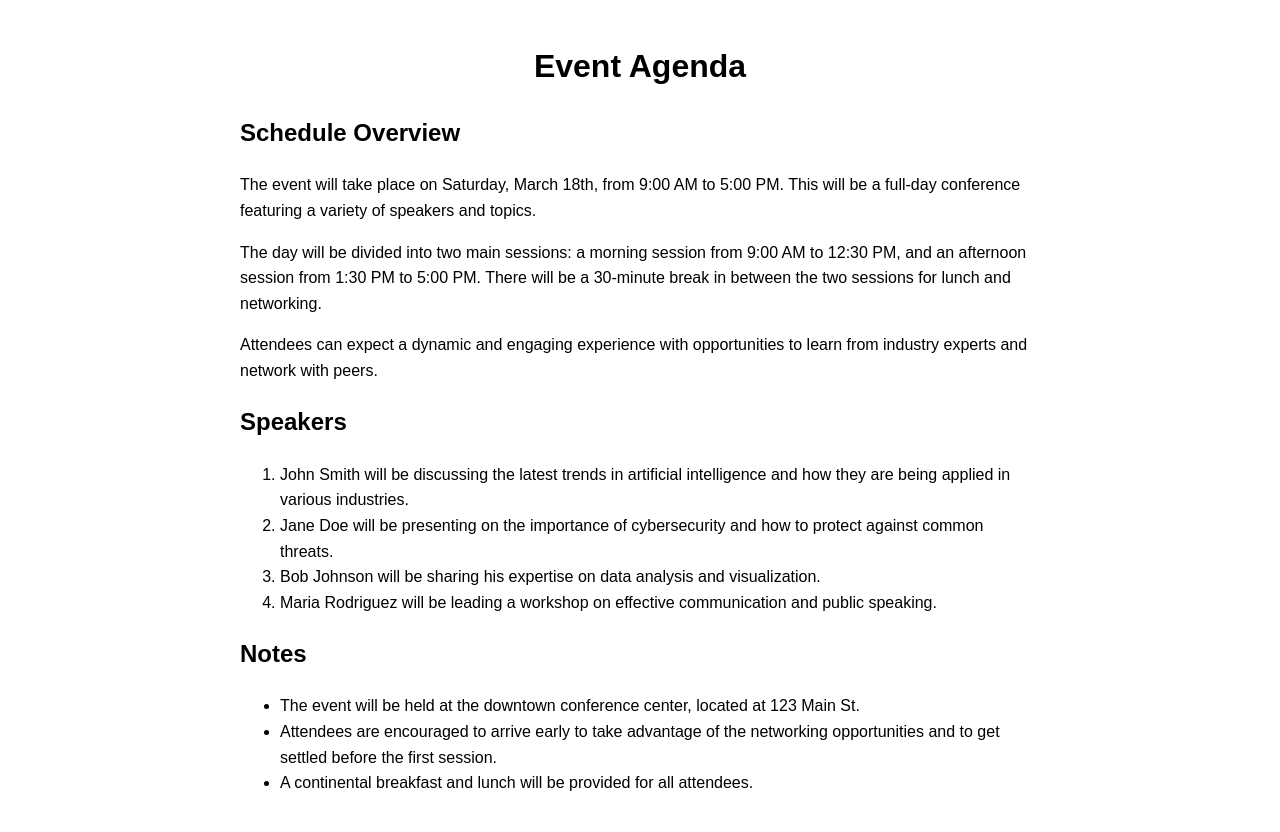 Event Agenda
Schedule Overview
The event will take place on Saturday, March 18th, from 9:00 AM to 5:00 PM. This will be a full-day conference
featuring a variety of speakers and topics.
The day will be divided into two main sessions: a morning session from 9:00 AM to 12:30 PM, and an afternoon
session from 1:30 PM to 5:00 PM. There will be a 30-minute break in between the two sessions for lunch and
networking.
Attendees can expect a dynamic and engaging experience with opportunities to learn from industry experts and
network with peers.
Speakers
1. John Smith will be discussing the latest trends in artificial intelligence and how they are being applied in
various industries.
2. Jane Doe will be presenting on the importance of cybersecurity and how to protect against common
threats.
3. Bob Johnson will be sharing his expertise on data analysis and visualization.
4. Maria Rodriguez will be leading a workshop on effective communication and public speaking.
Notes
• The event will be held at the downtown conference center, located at 123 Main St.
• Attendees are encouraged to arrive early to take advantage of the networking opportunities and to get
settled before the first session.
• A continental breakfast and lunch will be provided for all attendees.